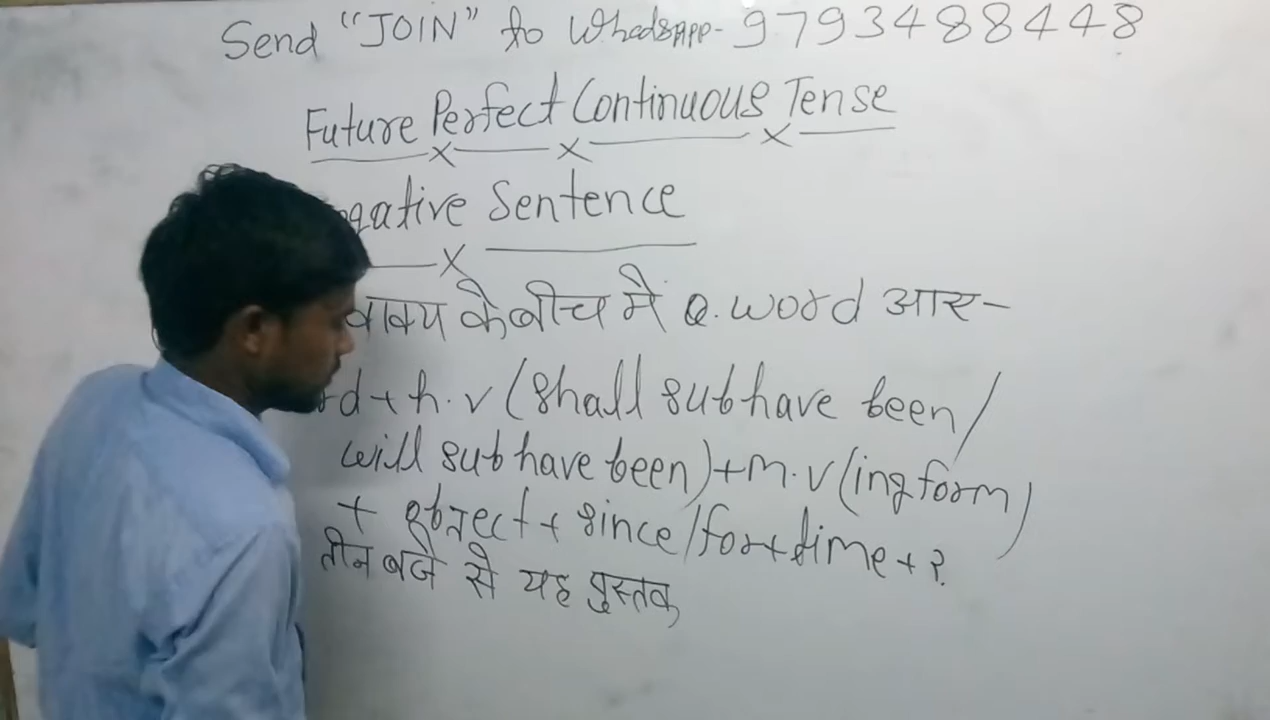 Send “JOIN” to WhatsAPP- 9793488448
Future Perfect Continuous Tense
gative Sentence
वाक्य के बीच में Q. word आए-
d + h.v (shall sub have been /
will sub have been) + m.v (ing form)
+ object + since / for + time + ?
तीन बजे से यह पुस्तक